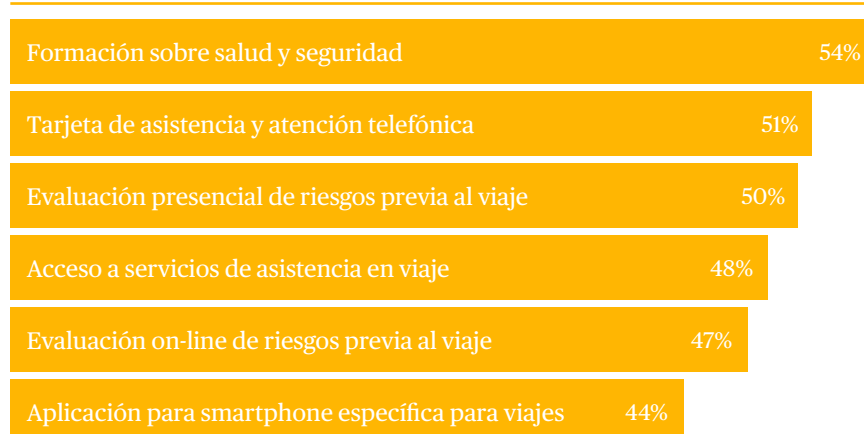 Formación sobre salud y seguridad 54%
Tarjeta de asistencia y atención telefónica 51%
Evaluación presencial de riesgos previa al viaje 50%
Acceso a servicios de asistencia en viaje 48%
Evaluación on-line de riesgos previa al viaje 47%
Aplicación para smartphone específica para viajes 44%